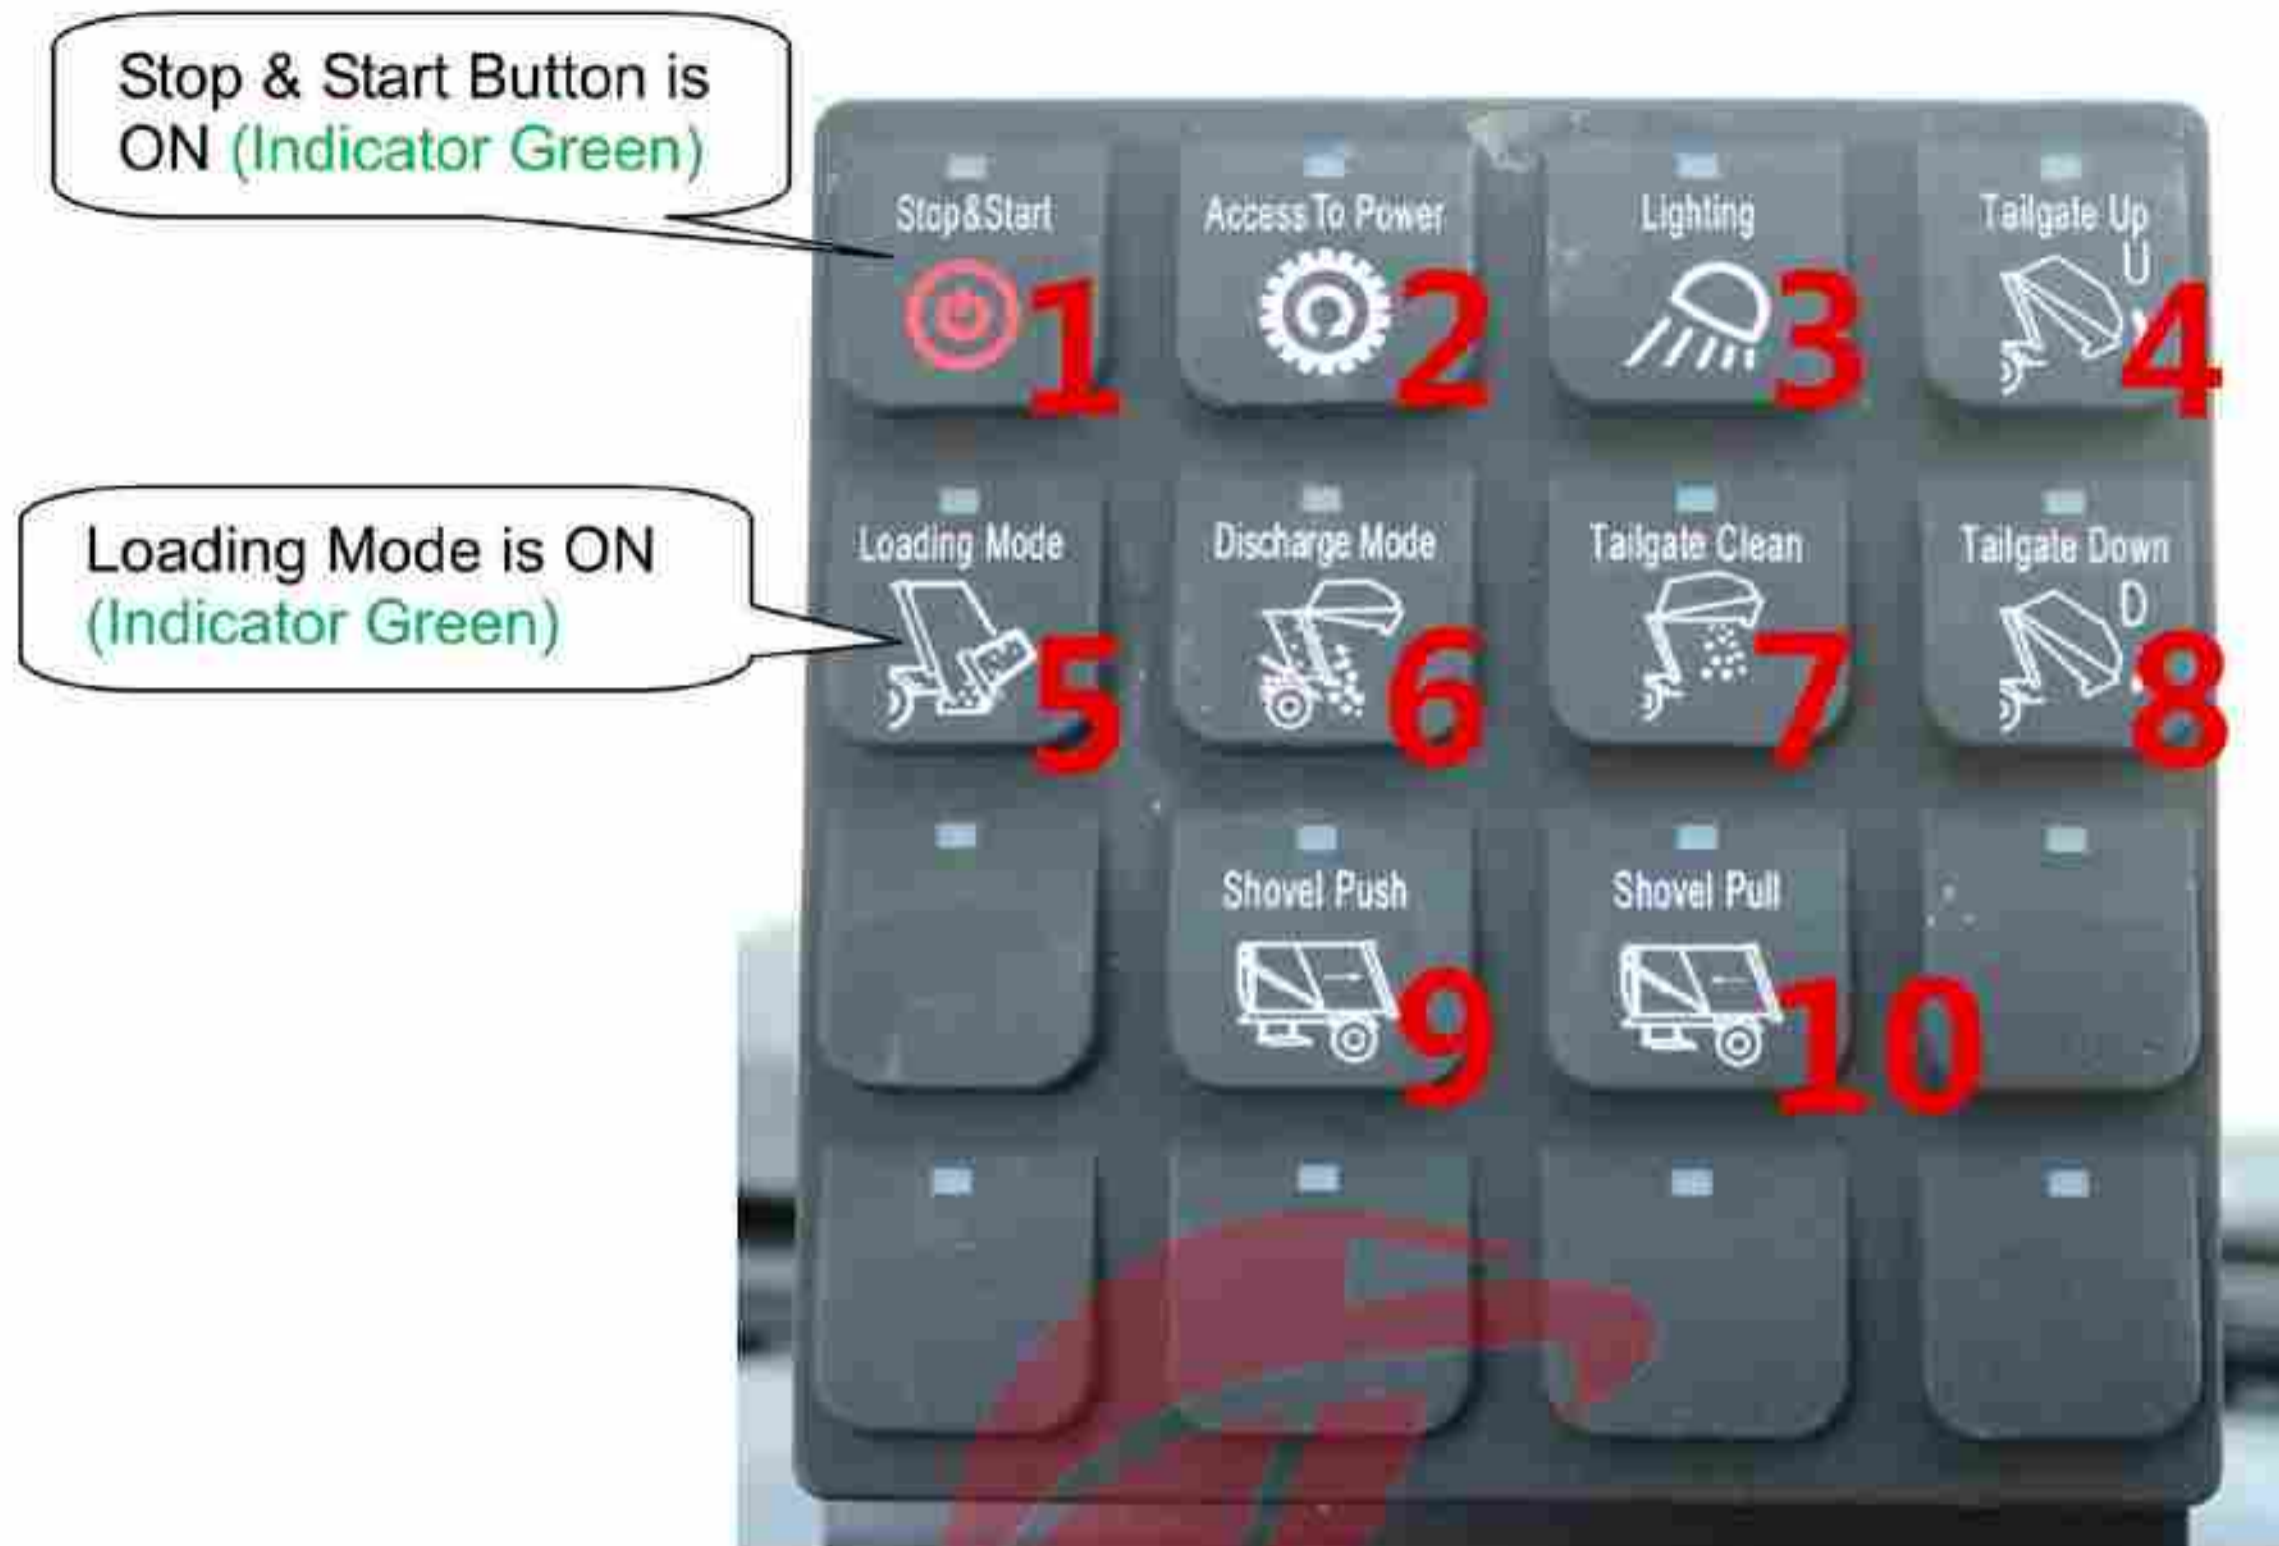 Stop & Start Button is
ON (Indicator Green)
Stop&Start
1
Access To Power
2
Lighting
3
Tailgate Up
U
4
Loading Mode is ON
(Indicator Green)
Loading Mode
5
Discharge Mode
6
Tailgate Clean
7
Tailgate Down
D
8
Shovel Push
9
Shovel Pull
10